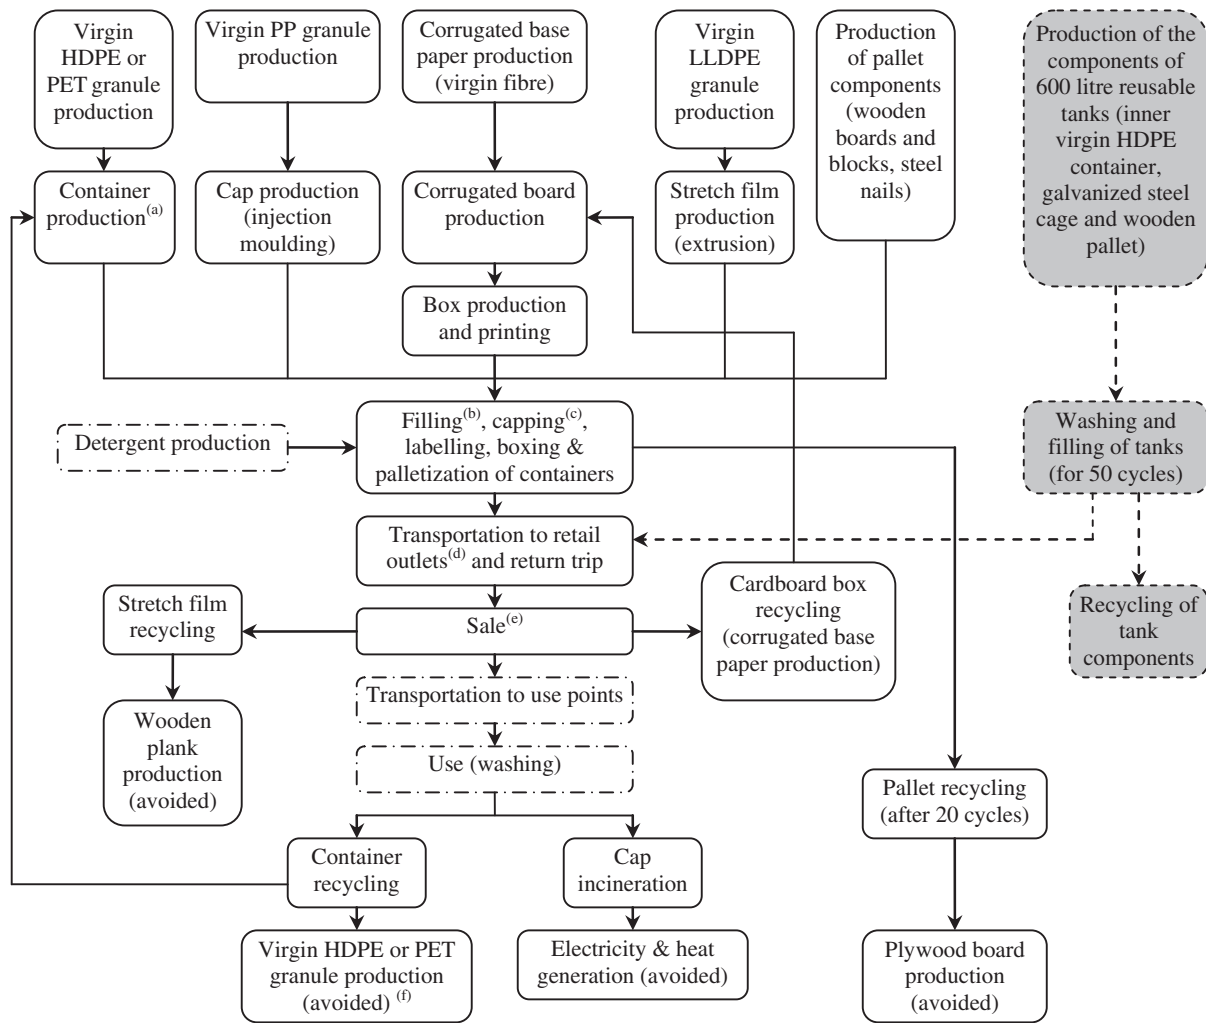 Virgin
HDPE or
PET granule
production
Virgin PP granule
production
Corrugated base
paper production
(virgin fibre)
Virgin
LLDPE
granule
production
Production
of pallet
components
(wooden
boards and
blocks, steel
nails)
Production of the
components of
600 litre reusable
tanks (inner
virgin HDPE
container,
galvanized steel
cage and wooden
pallet)
Container
production(a)
Cap production
(injection
moulding)
Corrugated board
production
Stretch film
production
(extrusion)
Box production
and printing
Detergent production
Filling(b), capping(c),
labelling, boxing &
palletization of containers
Washing and
filling of tanks
(for 50 cycles)
Transportation to retail
outlets(d) and return trip
Stretch film
recycling
Sale(e)
Cardboard box
recycling
(corrugated base
paper production)
Recycling of
tank
components
Transportation to use points
Wooden
plank
production
(avoided)
Use (washing)
Pallet recycling
(after 20 cycles)
Container
recycling
Cap
incineration
Virgin HDPE or PET
granule production
(avoided) (f)
Electricity & heat
generation (avoided)
Plywood board
production
(avoided)